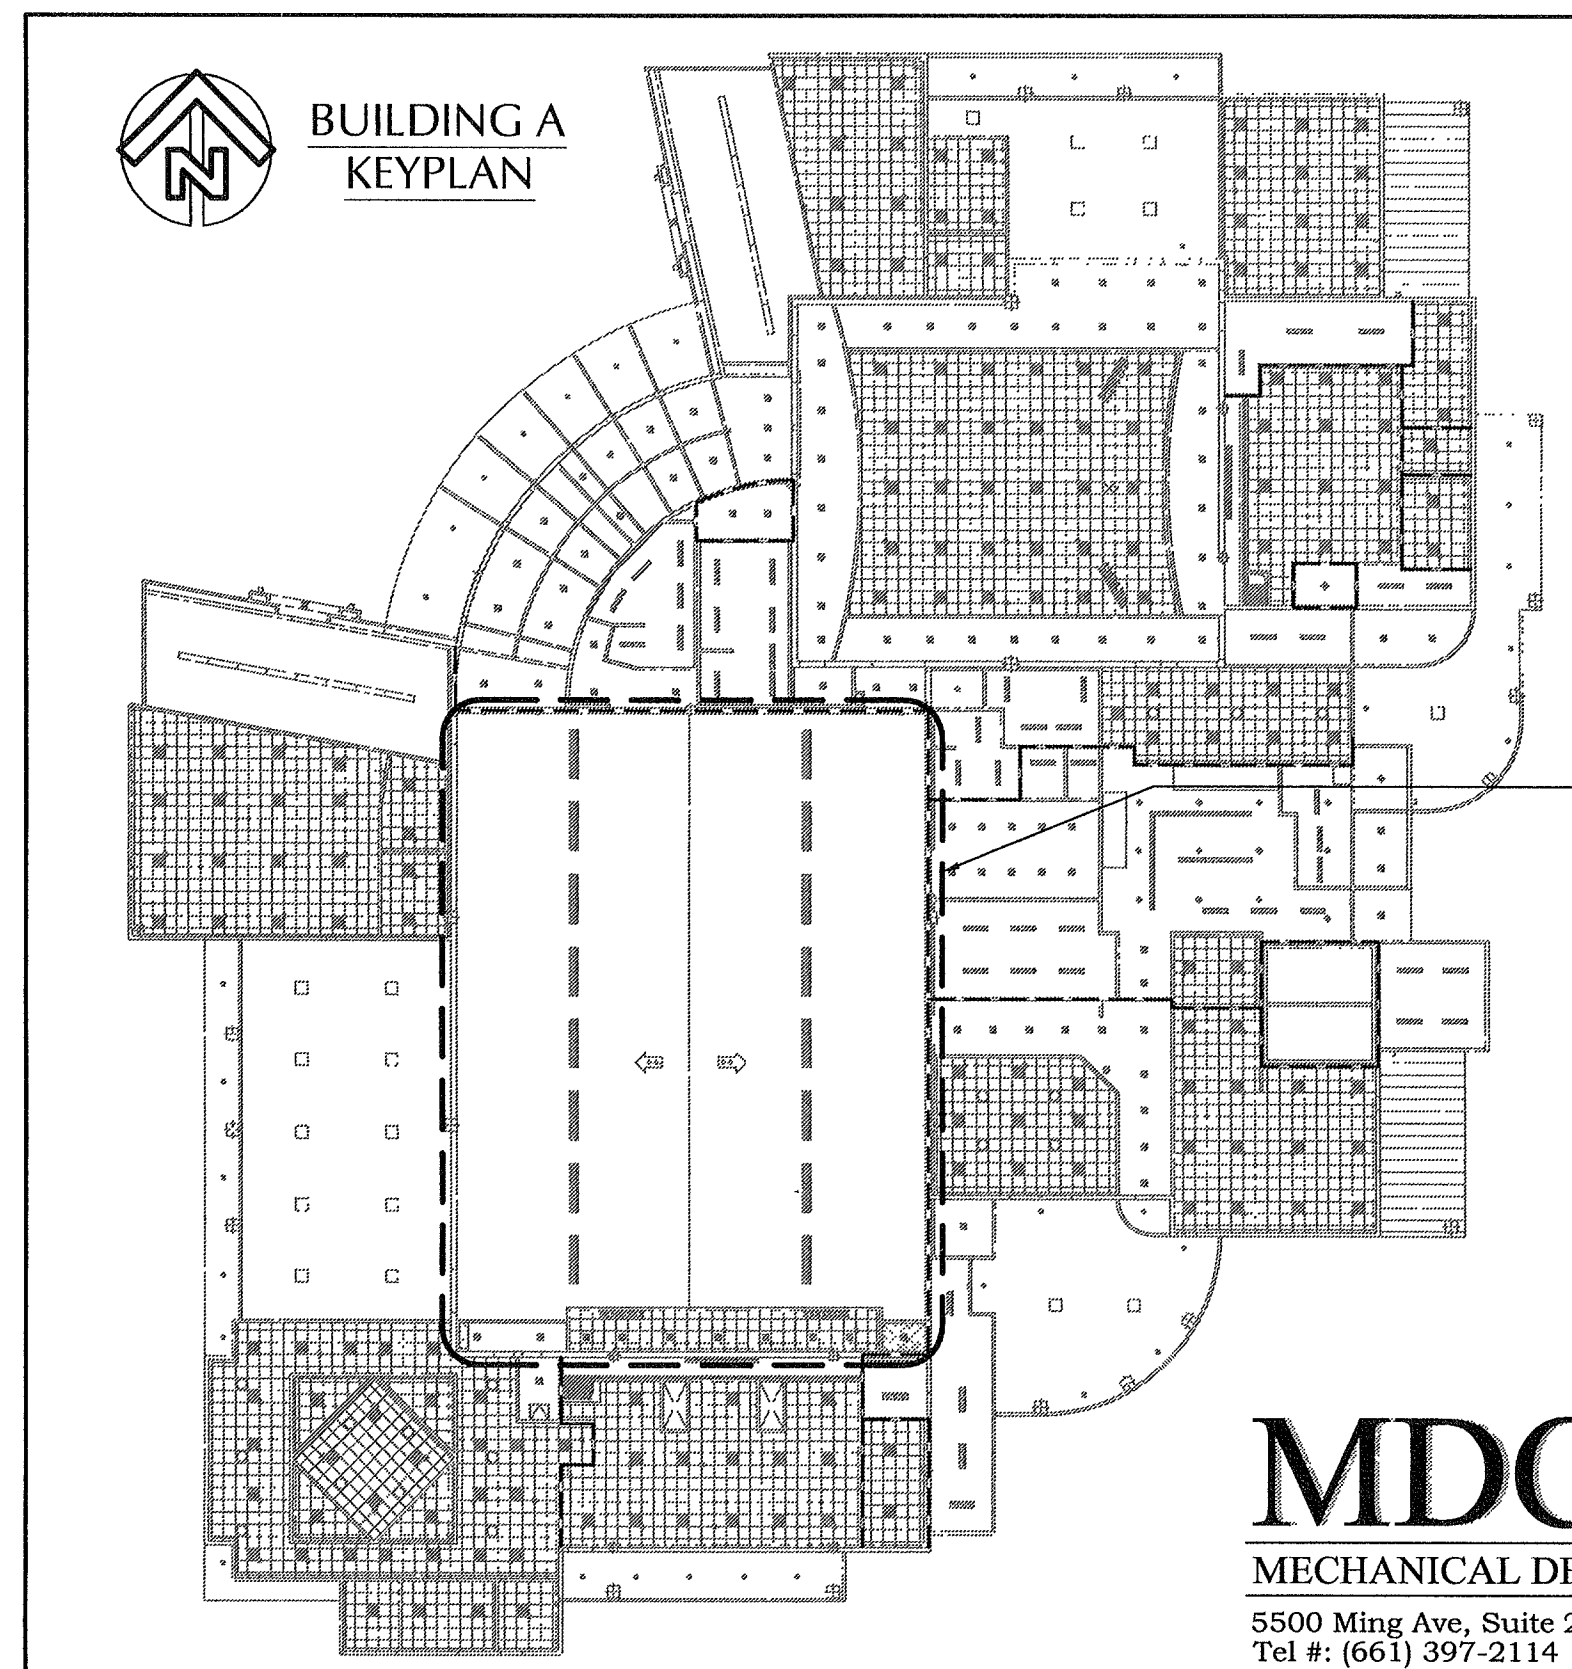 N
BUILDING A
KEYPLAN
MDC
MECHANICAL DE
5500 Ming Ave, Suite 2
Tel #: (661) 397-2114